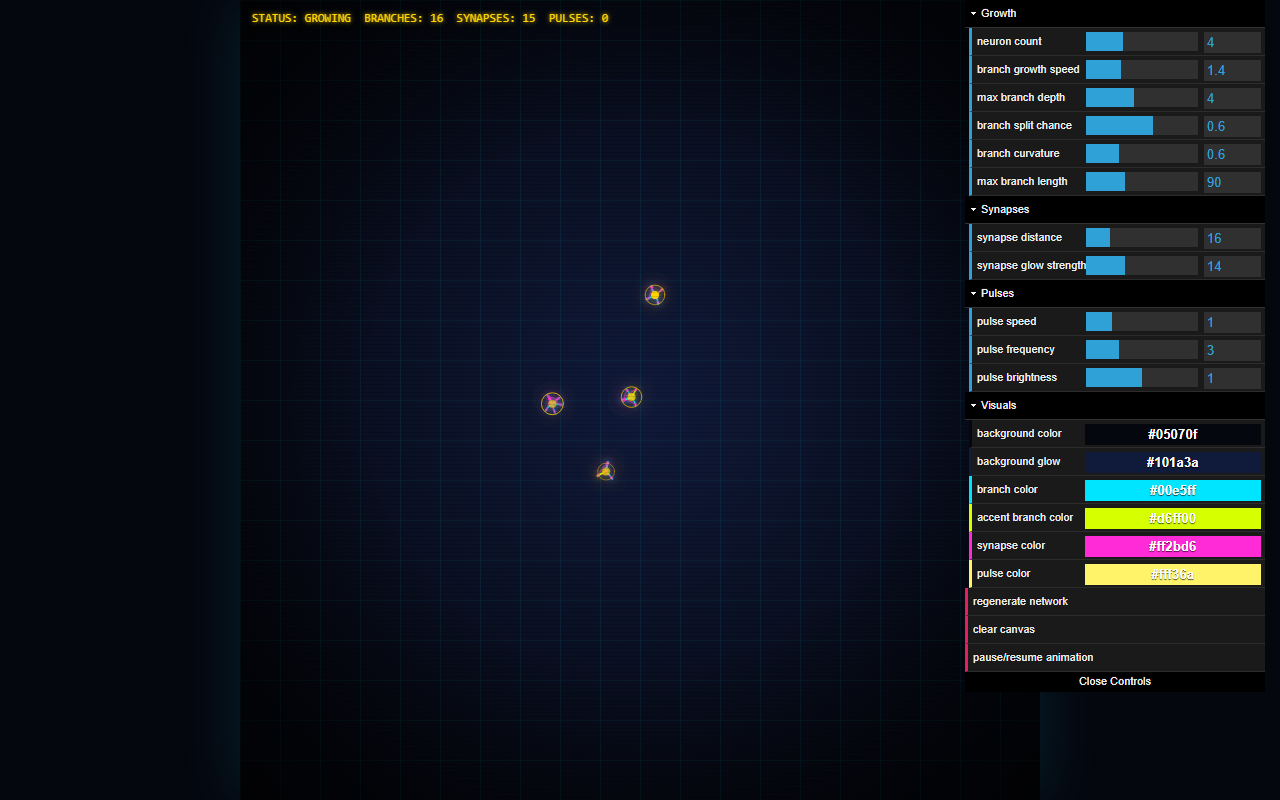 STATUS: GROWING BRANCHES: 16 SYNAPSES: 15 PULSES: 0
Growth
neuron count 4
branch growth speed 1.4
max branch depth 4
branch split chance 0.6
branch curvature 0.6
max branch length 90
Synapses
synapse distance 16
synapse glow strength 14
Pulses
pulse speed 1
pulse frequency 3
pulse brightness 1
Visuals
background color #05070f
background glow #101a3a
branch color #00e5ff
accent branch color #d6ff00
synapse color #ff2bd6
pulse color #fff36a
regenerate network
clear canvas
pause/resume animation
Close Controls